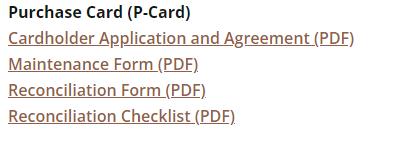 Purchase Card (P-Card)
Cardholder Application and Agreement (PDF)
Maintenance Form (PDF)
Reconciliation Form (PDF)
Reconciliation Checklist (PDF)